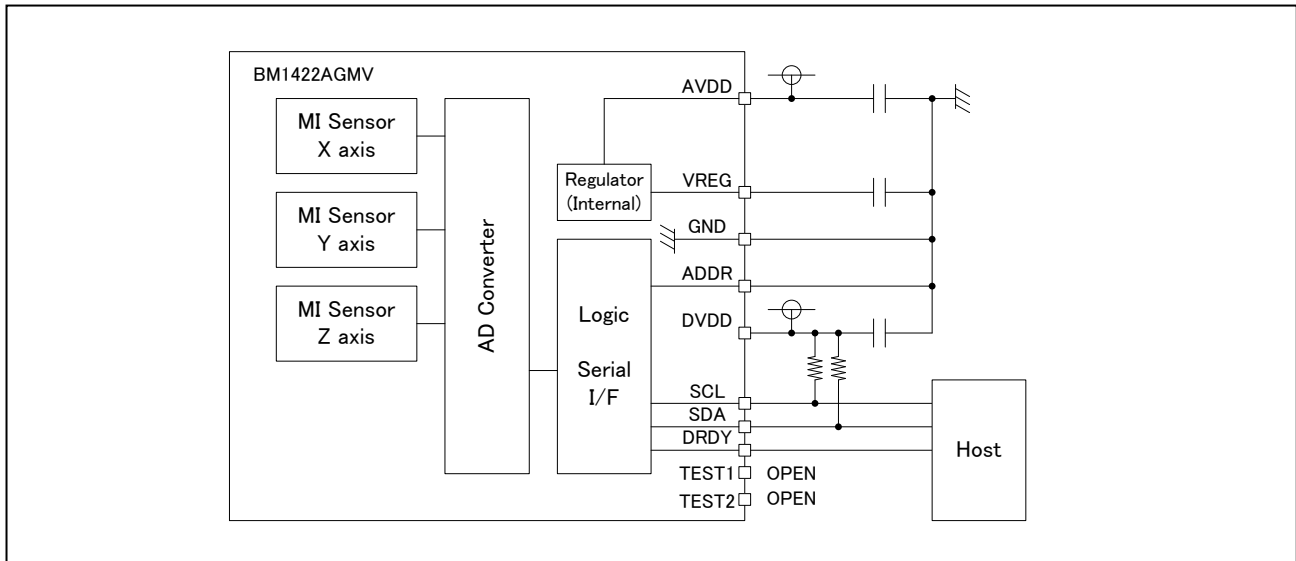 BM1422AGMV
MI Sensor
X axis
MI Sensor
Y axis
MI Sensor
Z axis
AD Converter
Regulator
(Internal)
Logic
Serial
I/F
AVDD
VREG
GND
ADDR
DVDD
SCL
SDA
DRDY
TEST1 OPEN
TEST2 OPEN
Host